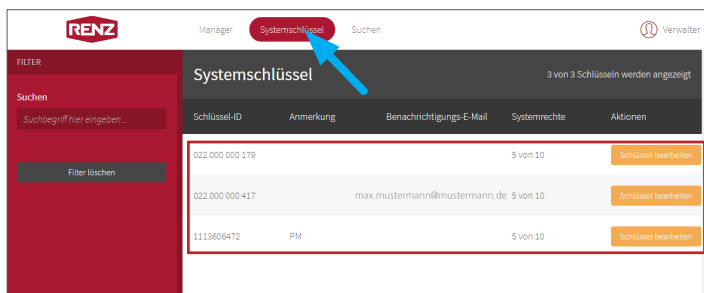 RENZ
Manager Systemschlüssel Suchen Verwalter
FILTER
Suchen
Suchbegriff hier eingeben...
Filter löschen
Systemschlüssel 3 von 3 Schlüsseln werden angezeigt
Schlüssel-ID Anmerkung Benachrichtigungs-E-Mail Systemrechte Aktionen
022 000 000 179 5 von 10 Schlüssel bearbeiten
022 000 000 417 max.mustermann@mustermann.de 5 von 10 Schlüssel bearbeiten
1113606472 PM 5 von 10 Schlüssel bearbeiten